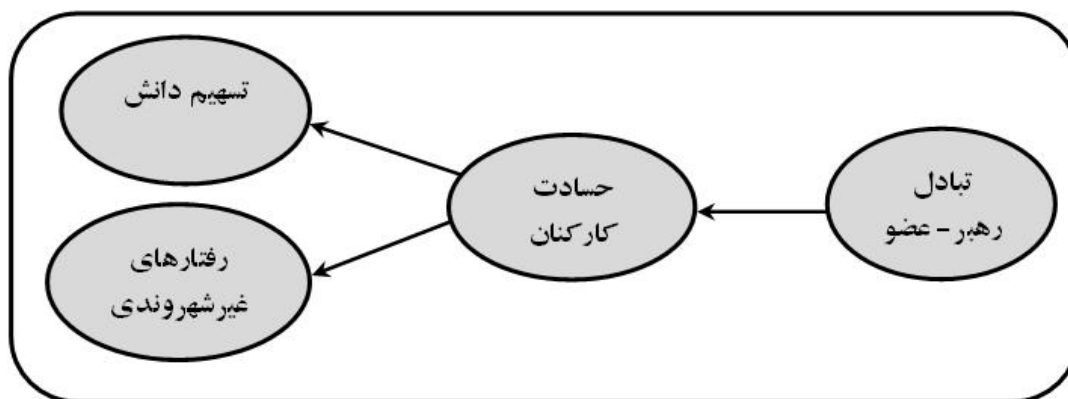 تبادل
رهبر - عضو
حسادت
کارکنان
تسهیم دانش
رفتارهای
غیرشهروندی